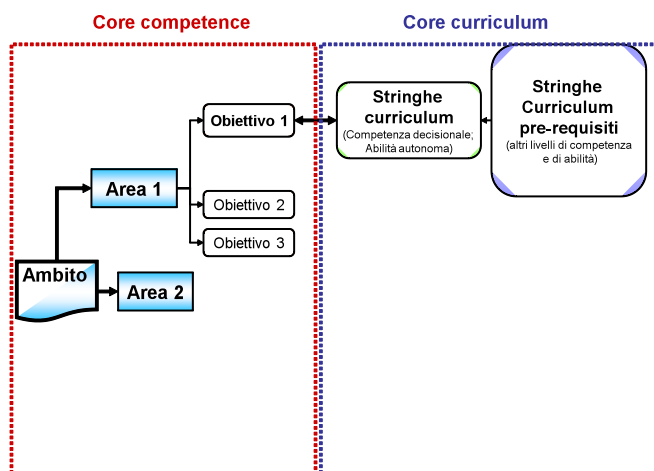 Core competence
Core curriculum
Stringhe
curriculum
(Competenza decisionale;
Abilità autonoma)
Stringhe
Curriculum
pre-requisiti
(altri livelli di competenza
e di abilità)
Obiettivo 1
Area 1
Obiettivo 2
Obiettivo 3
Ambito
Area 2